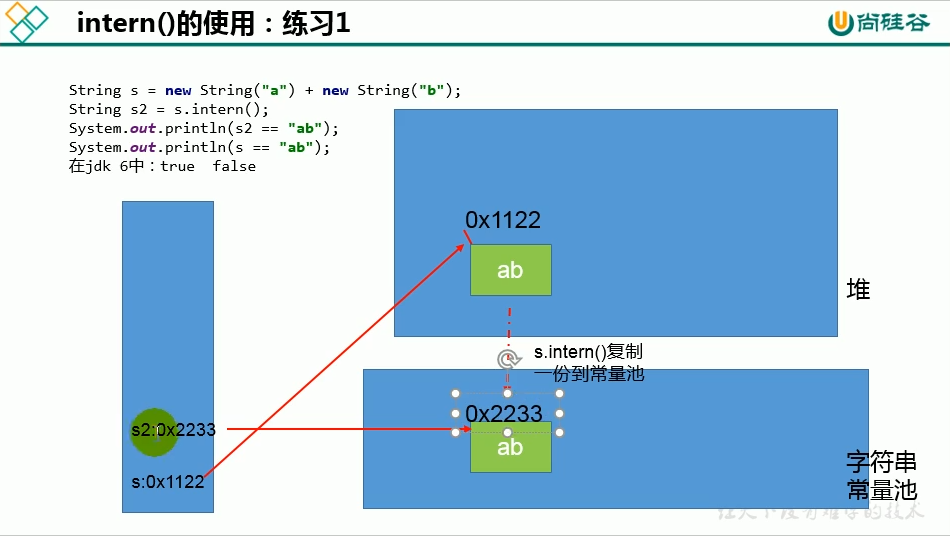 intern()的使用：练习1
尚硅谷
String s = new String("a") + new String("b");
String s2 = s.intern();
System.out.println(s2 == "ab");
System.out.println(s == "ab");
在jdk 6中：true  false
0x1122
ab
堆
s.intern()复制
一份到常量池
0x2233
ab
s2:0x2233
s:0x1122
字符串
常量池
让天下没有难学的技术